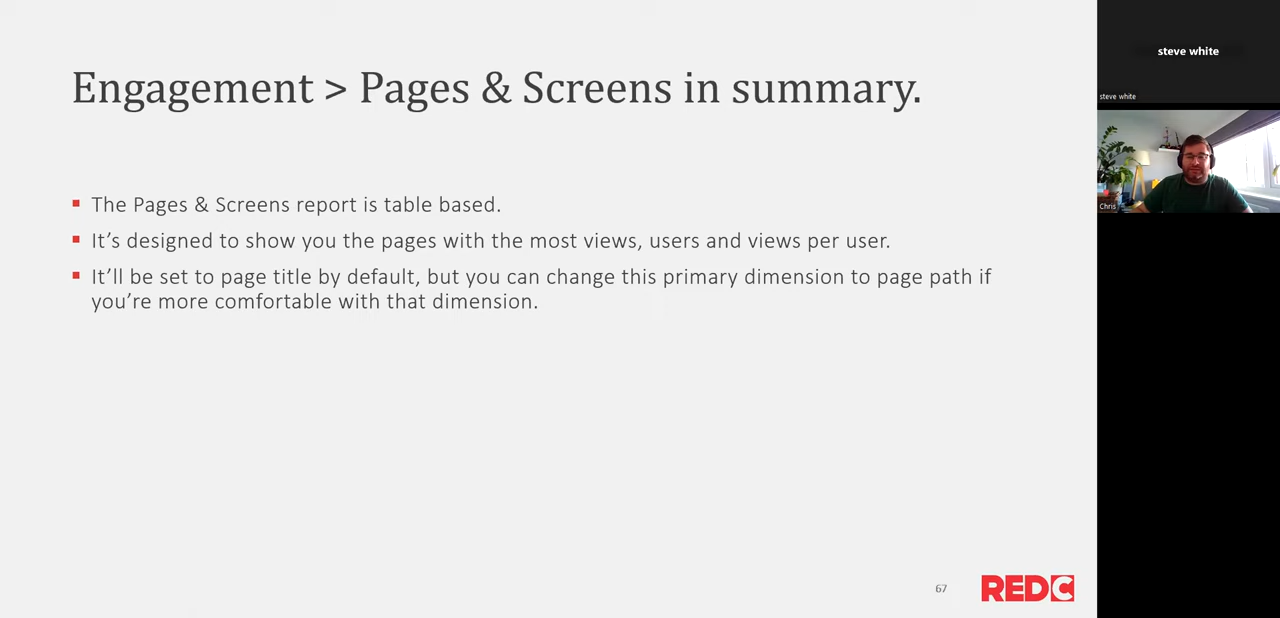 Engagement > Pages & Screens in summary.
The Pages & Screens report is table based.
It’s designed to show you the pages with the most views, users and views per user.
It’ll be set to page title by default, but you can change this primary dimension to page path if
you’re more comfortable with that dimension.
67
REDC
steve white
steve white
Chris